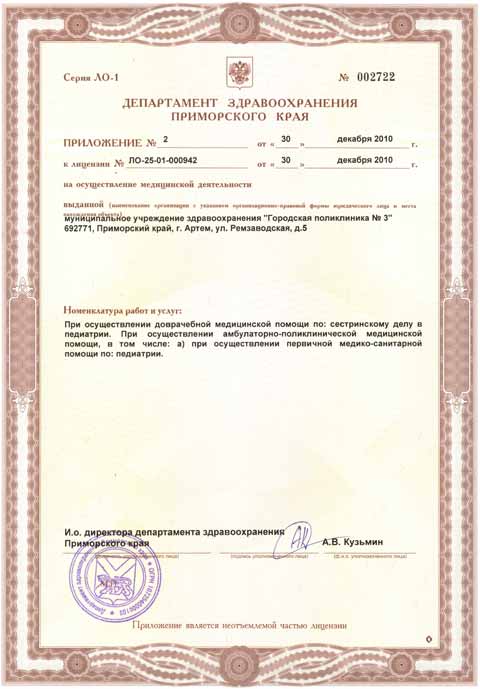 Серия ЛО-1 № 002722
ДЕПАРТАМЕНТ ЗДРАВООХРАНЕНИЯ
ПРИМОРСКОГО КРАЯ
ПРИЛОЖЕНИЕ № 2 от « 30 » декабря 2010 г.
к лицензии № ЛО-25-01-000942 от « 30 » декабря 2010 г.
на осуществление медицинской деятельности
выданной (наименование организации с указанием организационно-правовой формы юридического лица и места
нахождения объекта)
муниципальное учреждение здравоохранения "Городская поликлиника № 3"
692771, Приморский край, г. Артем, ул. Ремзаводская, д.5
Номенклатура работ и услуг:
При осуществлении доврачебной медицинской помощи по: сестринскому делу в
педиатрии. При осуществлении амбулаторно-поликлинической медицинской
помощи, в том числе: а) при осуществлении первичной медико-санитарной
помощи по: педиатрии.
И.о. директора департамента здравоохранения
Приморского края А.В. Кузьмин
(должность уполномоченного лица) (подпись уполномоченного лица) (ф.и.о. уполномоченного лица)
Приложение является неотъемлемой частью лицензии